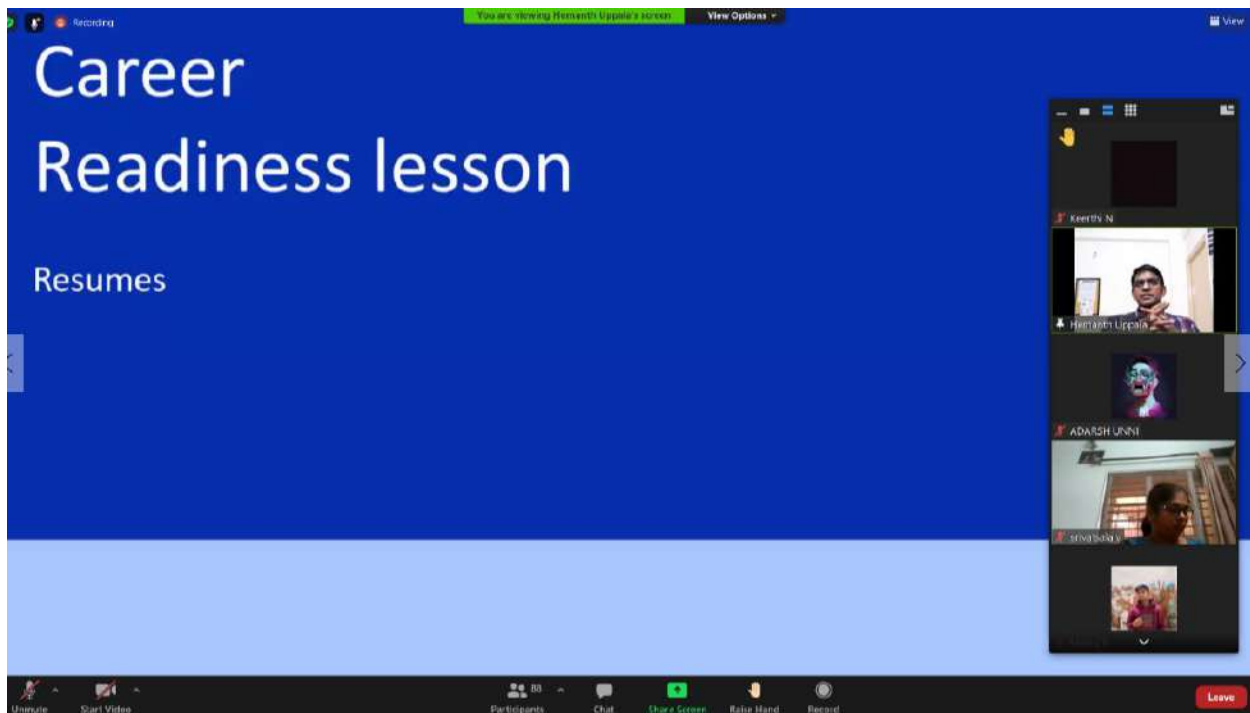 Recording
You are viewing Hemanth Uppala's screen
View Options
View
Career
Readiness lesson
Resumes
Keerthi N
Hemanth Uppala
ADARSH UNNI
Unmute
Start Video
88
Participants
Chat
Share Screen
Raise Hand
Record
Leave